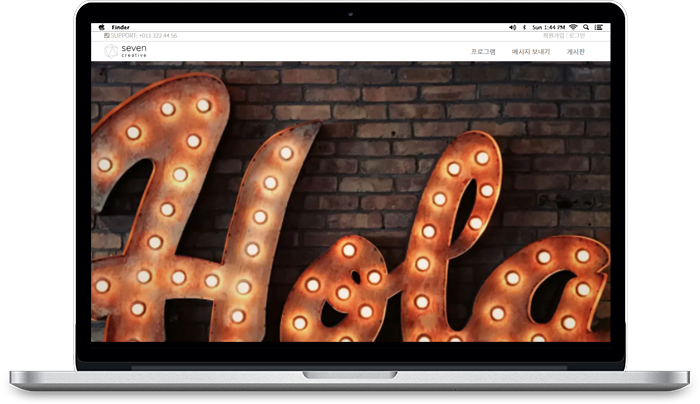 Finder
Sun 1:44 PM
SUPPORT: +011 322 44 56
회원가입 | 로그인
seven
creative
프로그램 메시지 보내기 게시판
Hola